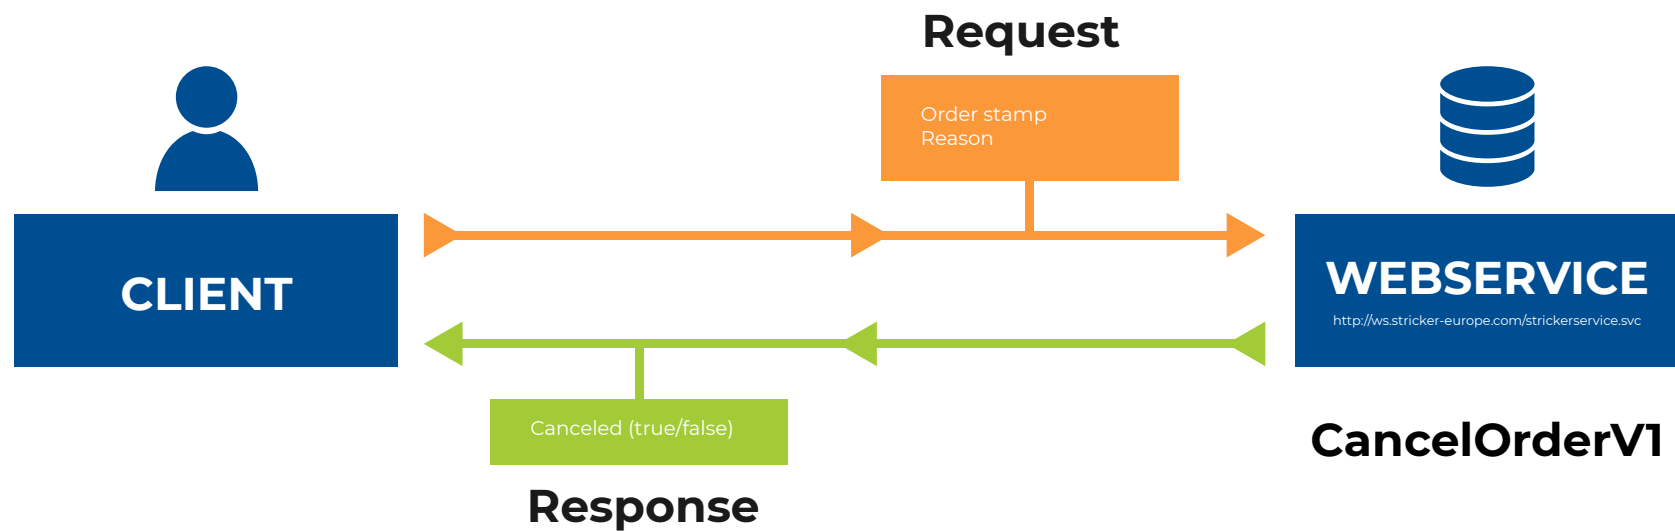 Request
Order stamp
Reason
CLIENT
WEBSERVICE
http://ws.stricker-europe.com/strickerservice.svc
Canceled (true/false)
CancelOrderV1
Response